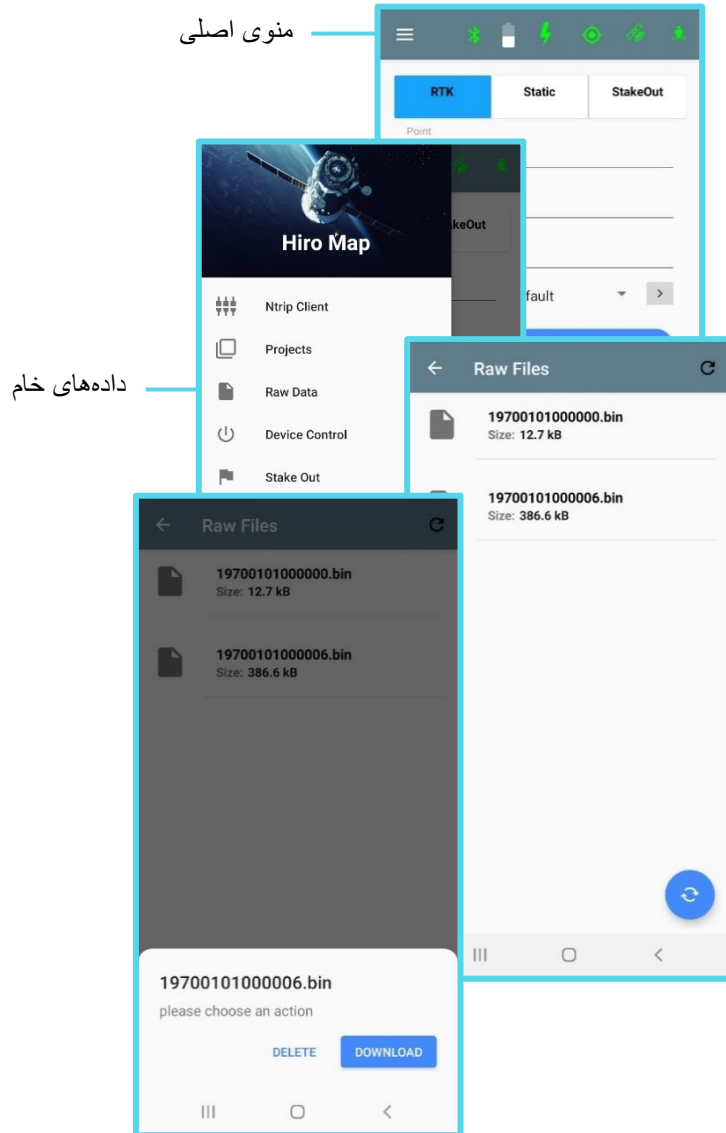 منوی اصلی
RTK
Static
StakeOut
Point
keOut
Hiro Map
fault
Ntrip Client
Projects
داده‌های خام
Raw Data
Device Control
Stake Out
Raw Files
19700101000000.bin
Size: 12.7 kB
19700101000006.bin
Size: 386.6 kB
Raw Files
19700101000000.bin
Size: 12.7 kB
19700101000006.bin
Size: 386.6 kB
19700101000006.bin
please choose an action
DELETE
DOWNLOAD